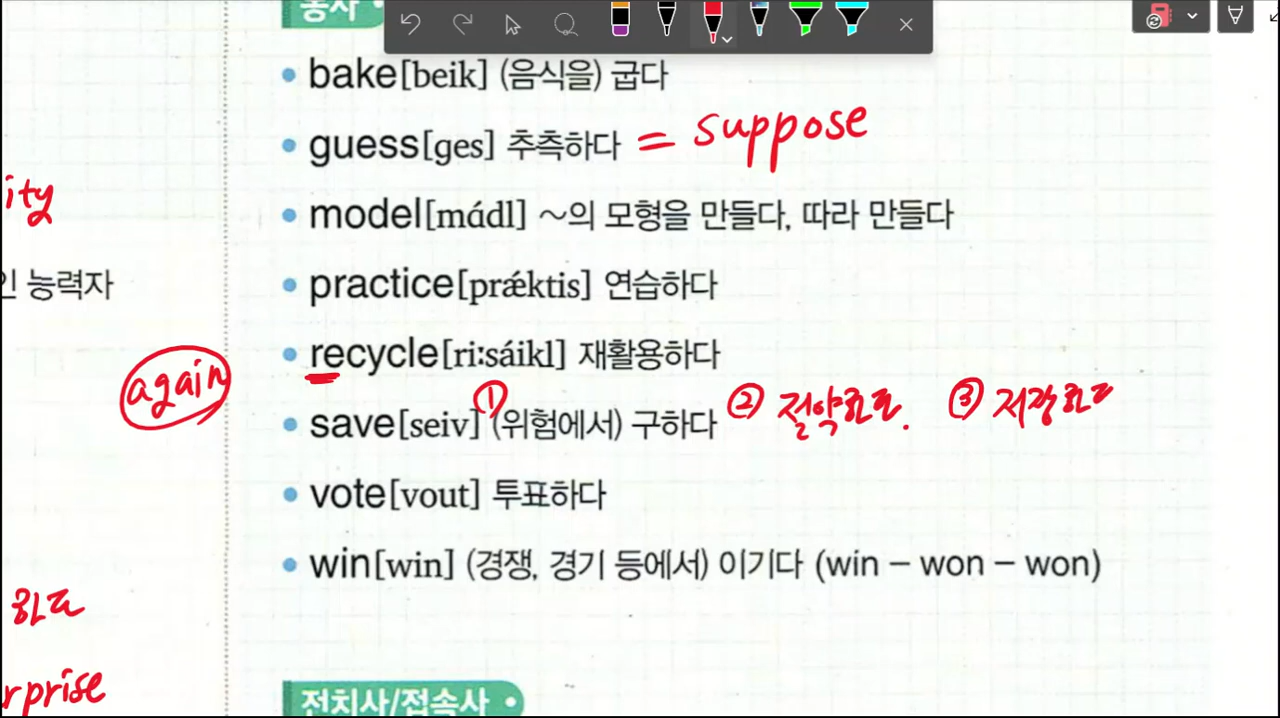 동사
bake[beik] (음식을) 굽다
guess[ges] 추측하다 = suppose
ity
model[mádl] ～의 모형을 만들다, 따라 만들다
인 능력자
practice[prǽktis] 연습하다
recycle[ri:sáikl] 재활용하다
again
① ② 절약하다. ③ 저장하다
save[seiv] (위험에서) 구하다
vote[vout] 투표하다
win[win] (경쟁, 경기 등에서) 이기다 (win – won – won)
하다
rprise
전치사/접속사